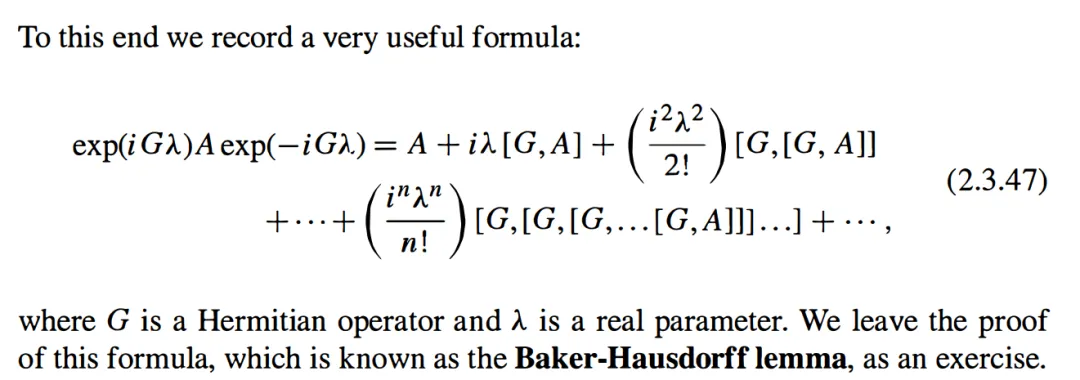 To this end we record a very useful formula:
exp(iGλ)A exp(−iGλ) = A + iλ[G,A] + (i²λ²/2!) [G,[G, A]]
+⋯+ (iⁿλⁿ/n!) [G,[G,[G,…[G,A]]]…] + ⋯ ,
(2.3.47)
where G is a Hermitian operator and λ is a real parameter. We leave the proof
of this formula, which is known as the Baker-Hausdorff lemma, as an exercise.